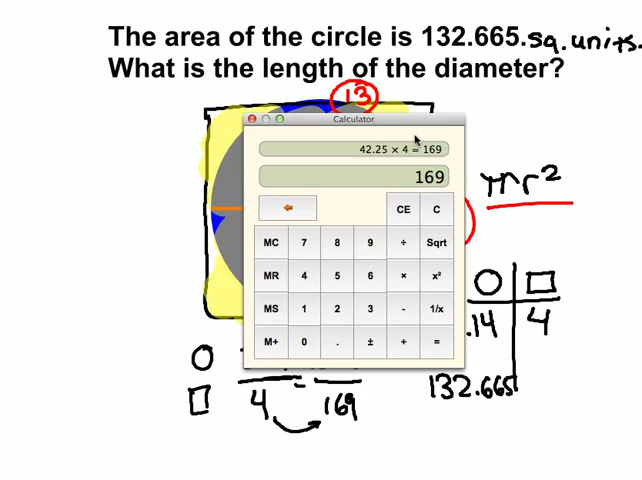 The area of the circle is 132.665. sq. units.
What is the length of the diameter?
13
Calculator
42.25 × 4 = 169
169
πr²
CE C
MC 7 8 9 ÷ Sqrt
MR 4 5 6 × x²
MS 1 2 3 - 1/x
M+ 0 . ± + =
.14 4
132.665
=
4 169